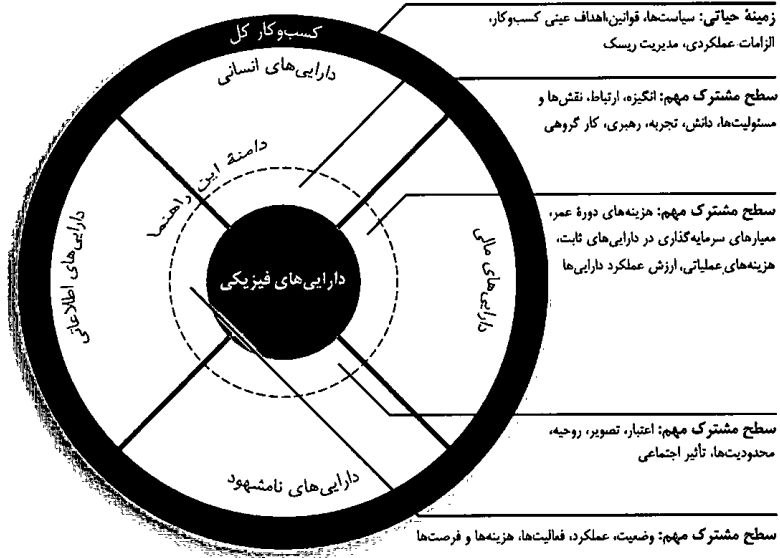 کسب‌وکار کل
دارایی‌های انسانی
دامنهٔ این راهنما
دارایی‌های اطلاعاتی
دارایی‌های فیزیکی
دارایی‌های مالی
دارایی‌های نامشهود
زمینهٔ حیاتی: سیاست‌ها، قوانین،اهداف عینی کسب‌وکار،
الزامات عملکردی، مدیریت ریسک
سطح مشترک مهم: انگیزه، ارتباط، نقش‌ها و
مسئولیت‌ها، دانش، تجربه، رهبری، کار گروهی
سطح مشترک مهم: هزینه‌های دورهٔ عمر،
معیارهای سرمایه‌گذاری در دارایی‌های ثابت،
هزینه‌های عملیاتی، ارزش عملکرد دارایی‌ها
سطح مشترک مهم: اعتبار، تصویر، روحیه،
محدودیت‌ها، تأثیر اجتماعی
سطح مشترک مهم: وضعیت، عملکرد، فعالیت‌ها، هزینه‌ها و فرصت‌ها